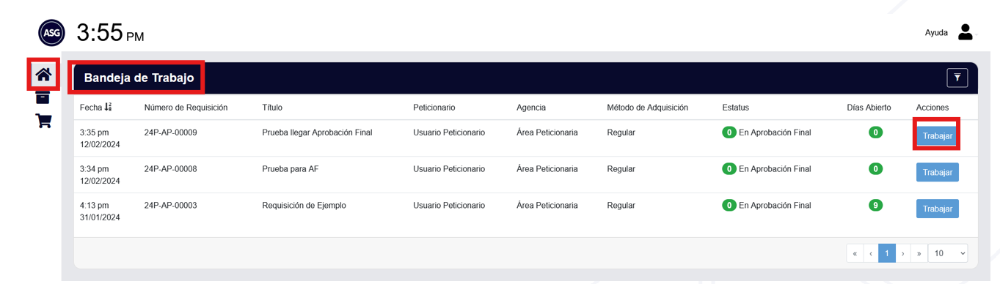 ASG 3:55 PM Ayuda
Bandeja de Trabajo
Fecha Número de Requisición Título Peticionario Agencia Método de Adquisición Estatus Días Abierto Acciones
3:35 pm 24P-AP-00009 Prueba llegar Aprobación Final Usuario Peticionario Área Peticionaria Regular 0 En Aprobación Final 0 Trabajar
12/02/2024
3:34 pm 24P-AP-00008 Prueba para AF Usuario Peticionario Área Peticionaria Regular 0 En Aprobación Final 0 Trabajar
12/02/2024
4:13 pm 24P-AP-00003 Requisición de Ejemplo Usuario Peticionario Área Peticionaria Regular 0 En Aprobación Final 9 Trabajar
31/01/2024
« ‹ 1 › » 10